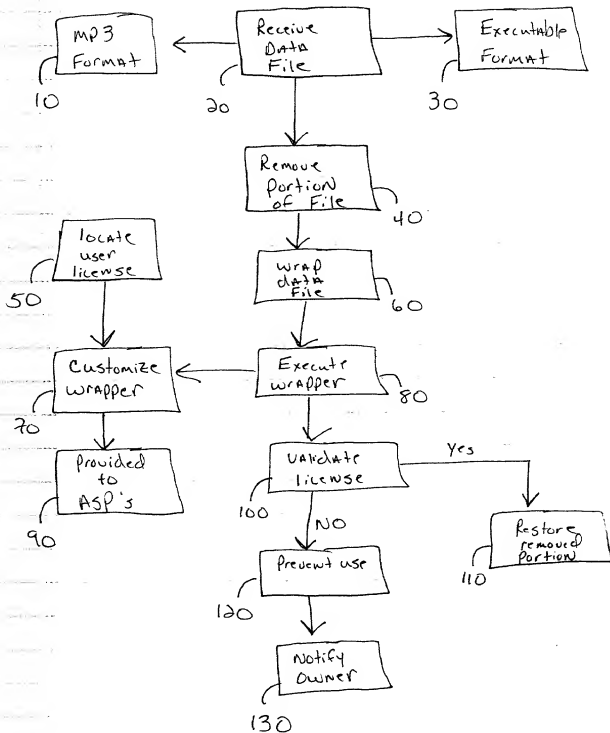 MP3
Format
10
Receive
Data
File
20
Executable
Format
30
Remove
Portion
of File
40
locate
user
license
50
Wrap
data
File
60
Customize
wrapper
70
Execute
wrapper
80
Provided
to
ASP's
90
Validate
license
100
Yes
NO
Restore
removed
Portion
110
Prevent use
120
Notify
Owner
130